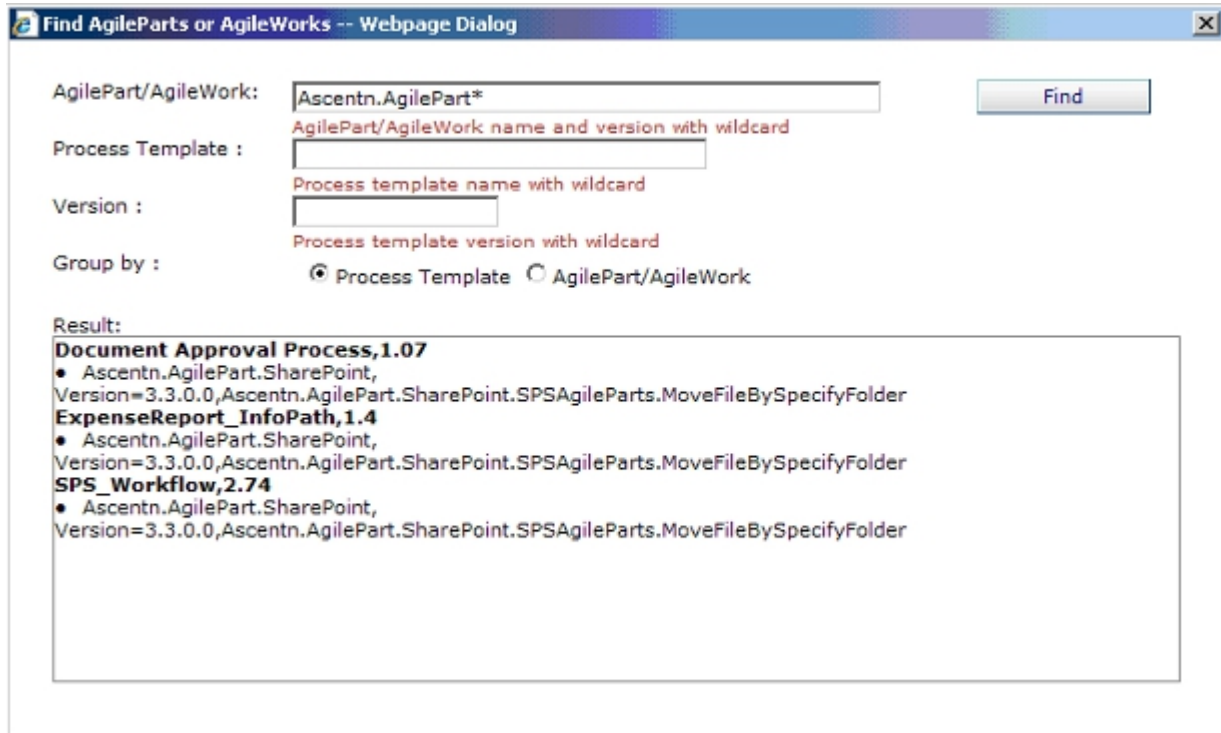 Find AgileParts or AgileWorks -- Webpage Dialog
AgilePart/AgileWork: Ascentn.AgilePart* Find
AgilePart/AgileWork name and version with wildcard
Process Template :
Process template name with wildcard
Version :
Process template version with wildcard
Group by : Process Template AgilePart/AgileWork
Result:
Document Approval Process,1.07
• Ascentn.AgilePart.SharePoint,
Version=3.3.0.0,Ascentn.AgilePart.SharePoint.SPSAgileParts.MoveFileBySpecifyFolder
ExpenseReport_InfoPath,1.4
• Ascentn.AgilePart.SharePoint,
Version=3.3.0.0,Ascentn.AgilePart.SharePoint.SPSAgileParts.MoveFileBySpecifyFolder
SPS_Workflow,2.74
• Ascentn.AgilePart.SharePoint,
Version=3.3.0.0,Ascentn.AgilePart.SharePoint.SPSAgileParts.MoveFileBySpecifyFolder